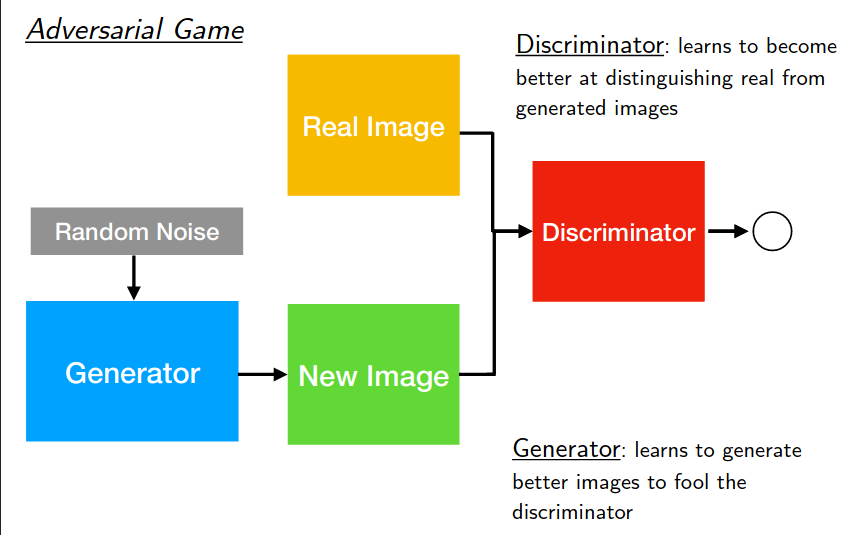 Adversarial Game
Discriminator: learns to become
better at distinguishing real from
generated images
Real Image
Random Noise
Discriminator
Generator
New Image
Generator: learns to generate
better images to fool the
discriminator